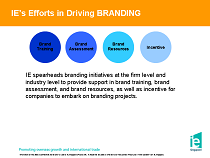 IE's Efforts in Driving BRANDING
Brand
Training
Brand
Assessment
Brand
Resources
Incentive
IE spearheads branding initiatives at the firm level and
industry level to provide support in brand training, brand
assessment, and brand resources, as well as incentive for
companies to embark on branding projects.
Promoting overseas growth and international trade
ie